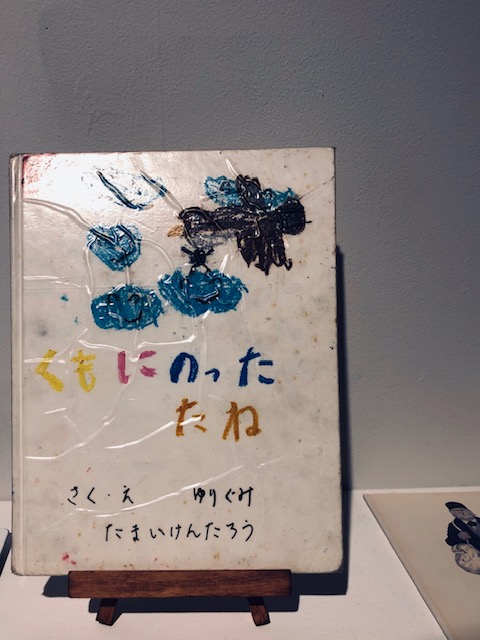 くもにのった
たね
さく・え　ゆりぐみ
たまいけんたろう